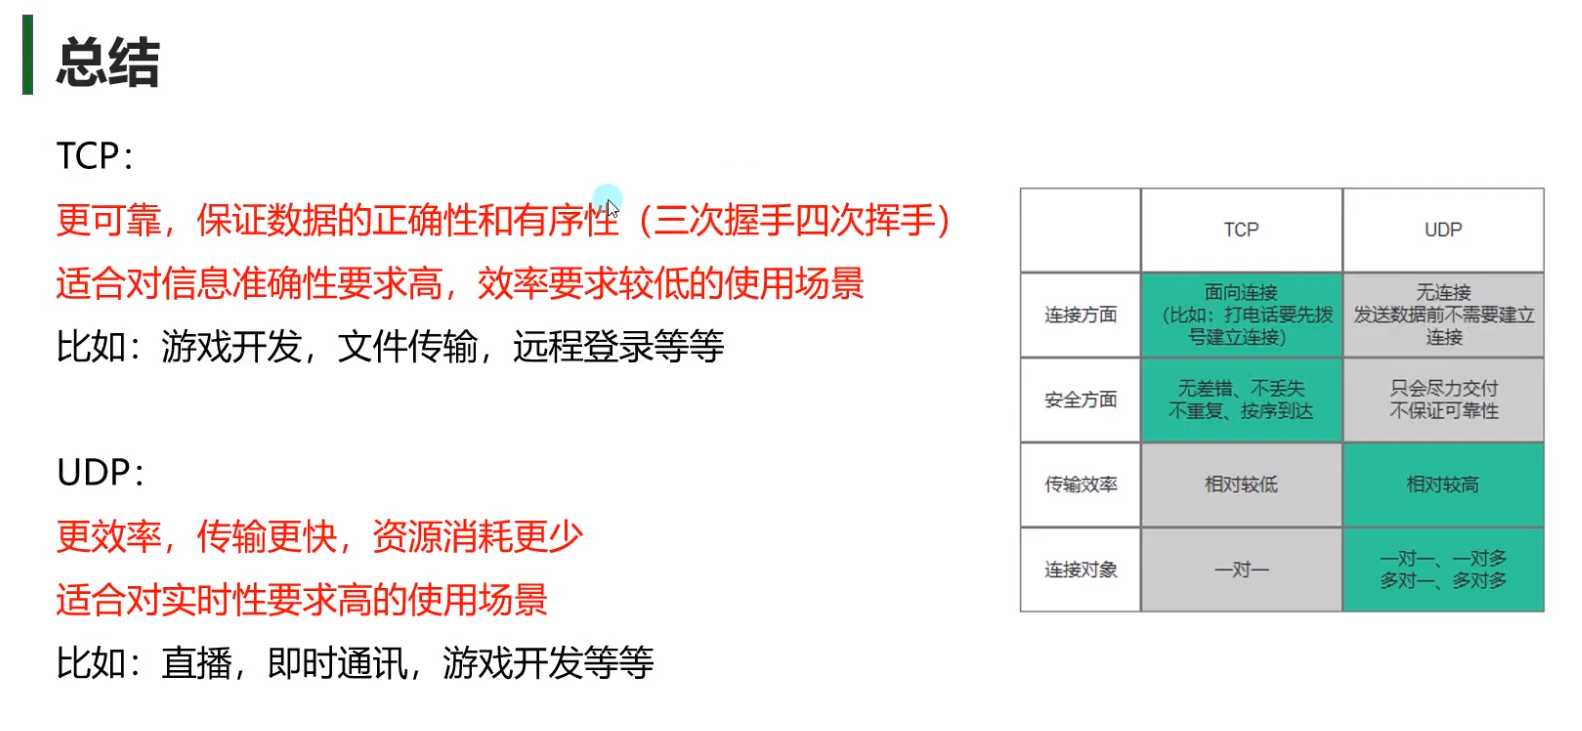 总结
TCP：
更可靠，保证数据的正确性和有序性（三次握手四次挥手）
适合对信息准确性要求高，效率要求较低的使用场景
比如：游戏开发，文件传输，远程登录等等
UDP：
更效率，传输更快，资源消耗更少
适合对实时性要求高的使用场景
比如：直播，即时通讯，游戏开发等等
TCP
UDP
连接方面
面向连接
（比如：打电话要先拨
号建立连接）
无连接
发送数据前不需要建立
连接
安全方面
无差错、不丢失
不重复、按序到达
只会尽力交付
不保证可靠性
传输效率
相对较低
相对较高
连接对象
一对一
一对一、一对多
多对一、多对多